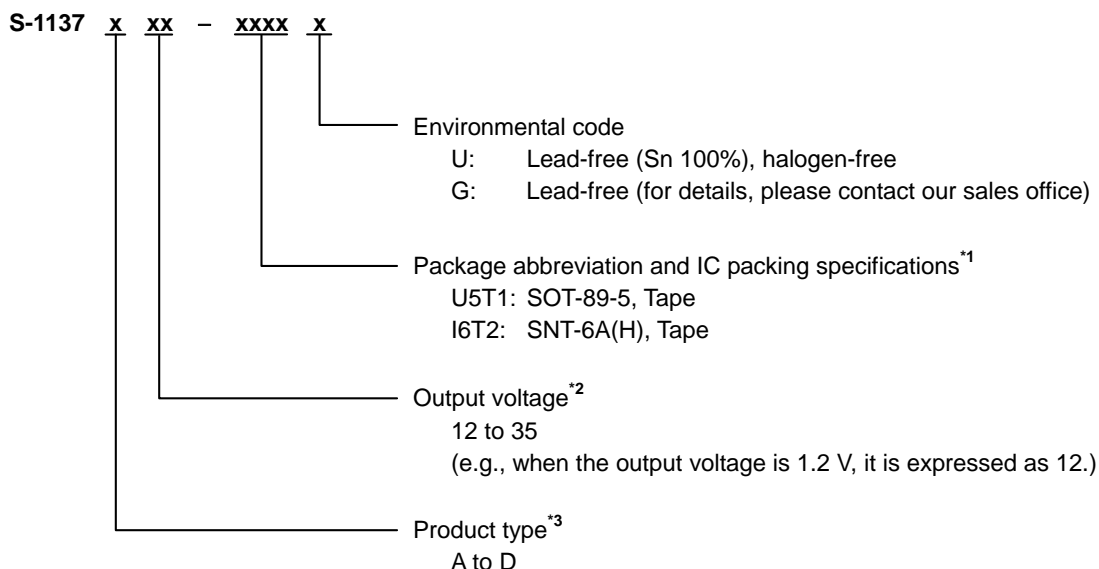 S-1137 x xx – xxxx x
Environmental code
U: Lead-free (Sn 100%), halogen-free
G: Lead-free (for details, please contact our sales office)
Package abbreviation and IC packing specifications*1
U5T1: SOT-89-5, Tape
I6T2: SNT-6A(H), Tape
Output voltage*2
12 to 35
(e.g., when the output voltage is 1.2 V, it is expressed as 12.)
Product type*3
A to D